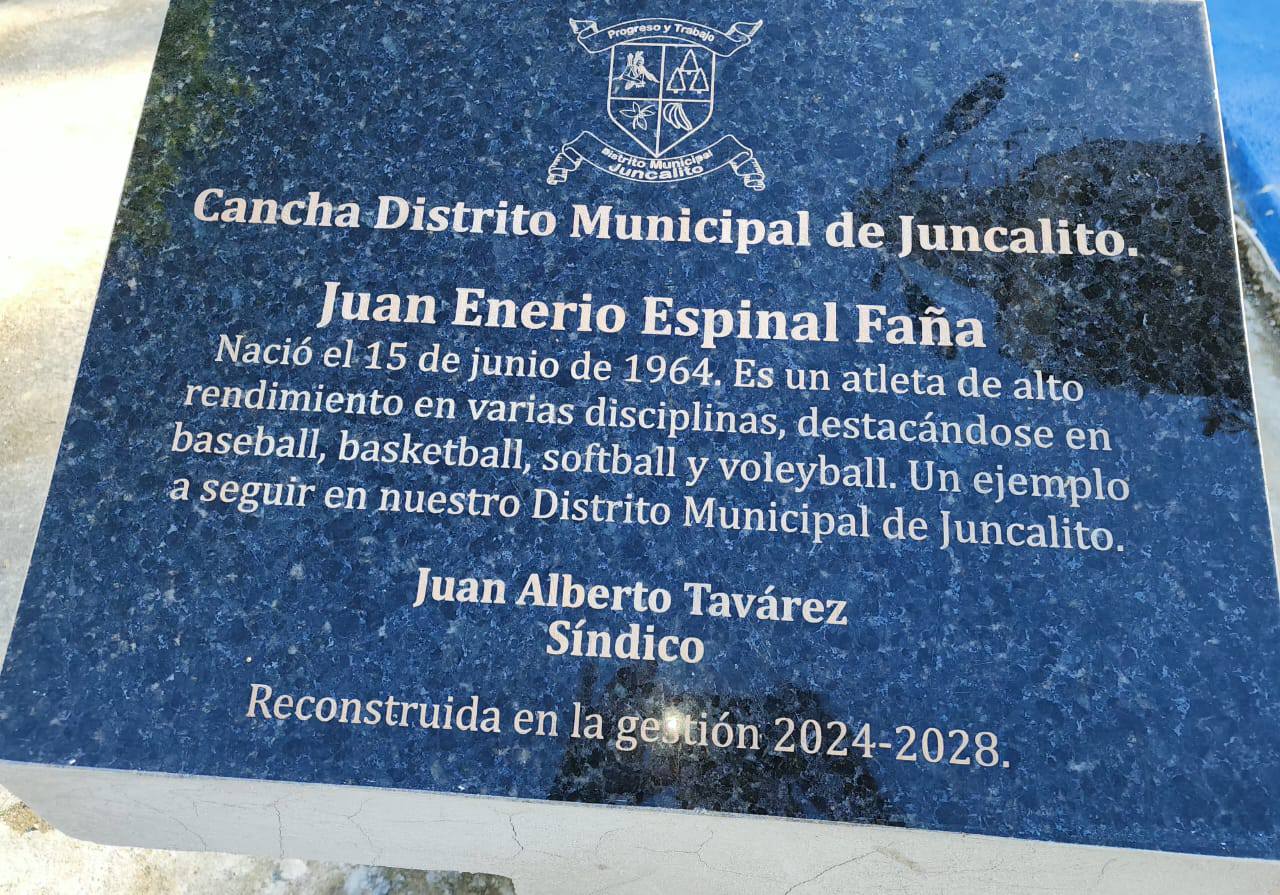 Progreso y Trabajo
Distrito Municipal
Juncalito
Cancha Distrito Municipal de Juncalito.
Juan Enerio Espinal Faña
Nació el 15 de junio de 1964. Es un atleta de alto
rendimiento en varias disciplinas, destacándose en
baseball, basketball, softball y voleyball. Un ejemplo
a seguir en nuestro Distrito Municipal de Juncalito.
Juan Alberto Tavárez
Síndico
Reconstruida en la gestión 2024-2028.